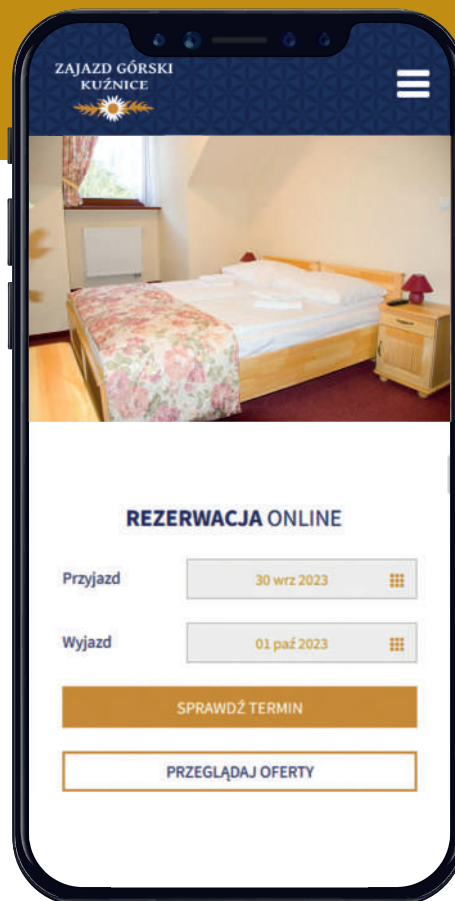 ZAJAZD GÓRSKI
KUŹNICE
REZERWACJA ONLINE
Przyjazd
30 wrz 2023
Wyjazd
01 paź 2023
SPRAWDŹ TERMIN
PRZEGLĄDAJ OFERTY